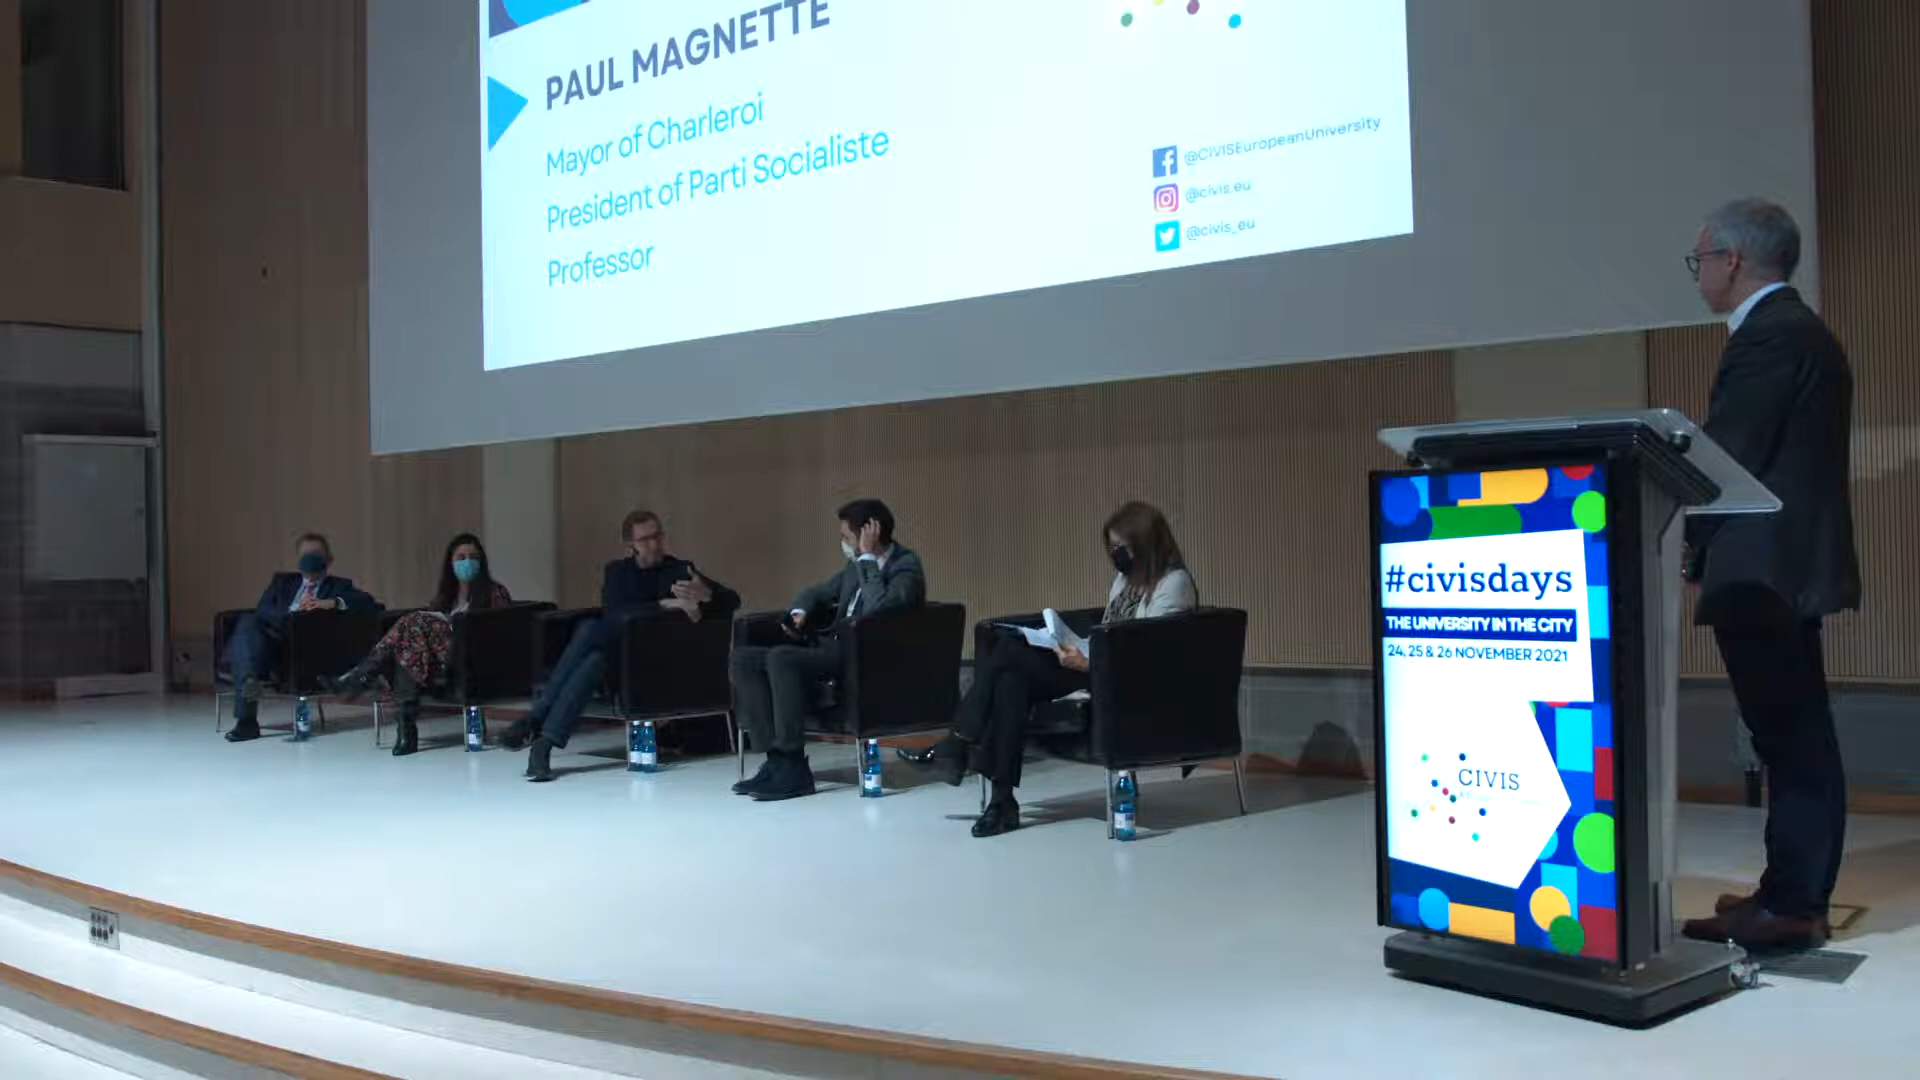 PAUL MAGNETTE
Mayor of Charleroi
President of Parti Socialiste
Professor
@CIVISEuropeanUniversity
@civis.eu
@civis_eu
#civisdays
THE UNIVERSITY IN THE CITY
24, 25 & 26 NOVEMBER 2021
CIVIS